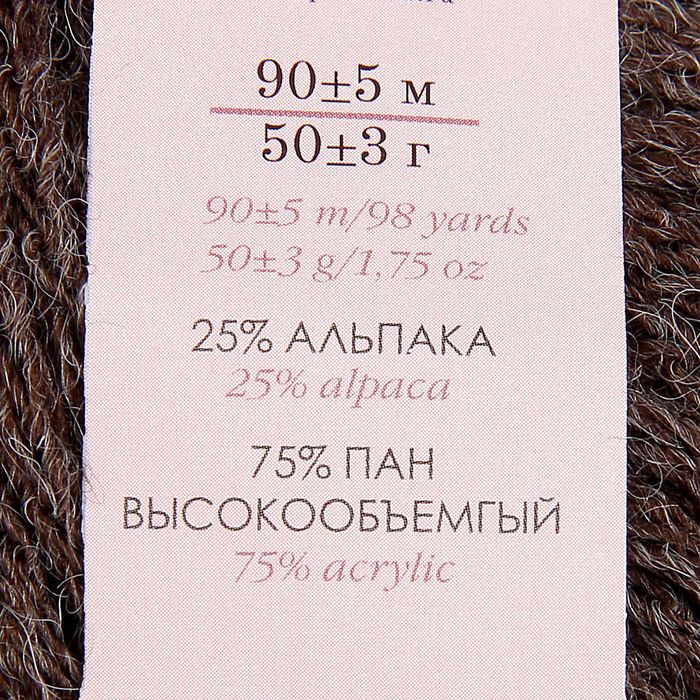 90±5 м
50±3 г
90±5 m/98 yards
50±3 g/1,75 oz
25% АЛЬПАКА
25% alpaca
75% ПАН
ВЫСОКООБЪЕМГЫЙ
75% acrylic